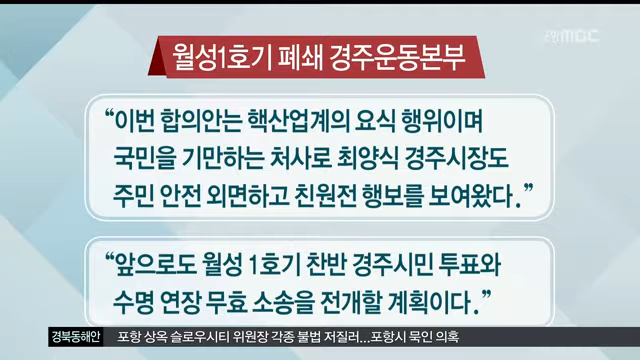 포항MBC
월성1호기 폐쇄 경주운동본부
“이번 합의안는 핵산업계의 요식 행위이며
국민을 기만하는 처사로 최양식 경주시장도
주민 안전 외면하고 친원전 행보를 보여왔다.”
“앞으로도 월성 1호기 찬반 경주시민 투표와
수명 연장 무효 소송을 전개할 계획이다.”
경북동해안 포항 상옥 슬로우시티 위원장 각종 불법 저질러...포항시 묵인 의혹